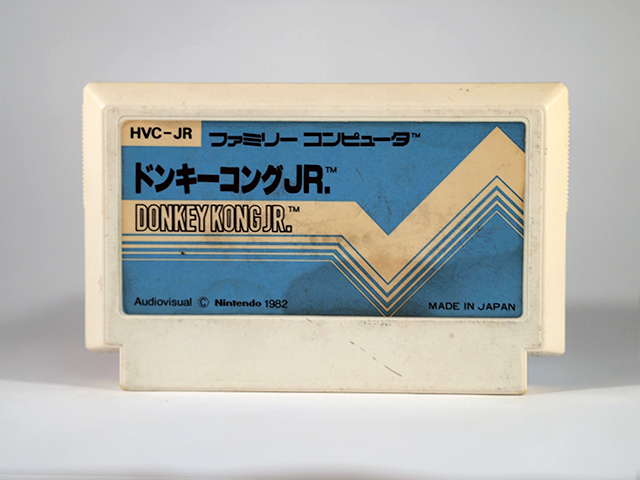 HVC-JR
ファミリー コンピュータ™
ドンキーコングJR.™
DONKEY KONG JR.™
Audiovisual © Nintendo 1982
MADE IN JAPAN